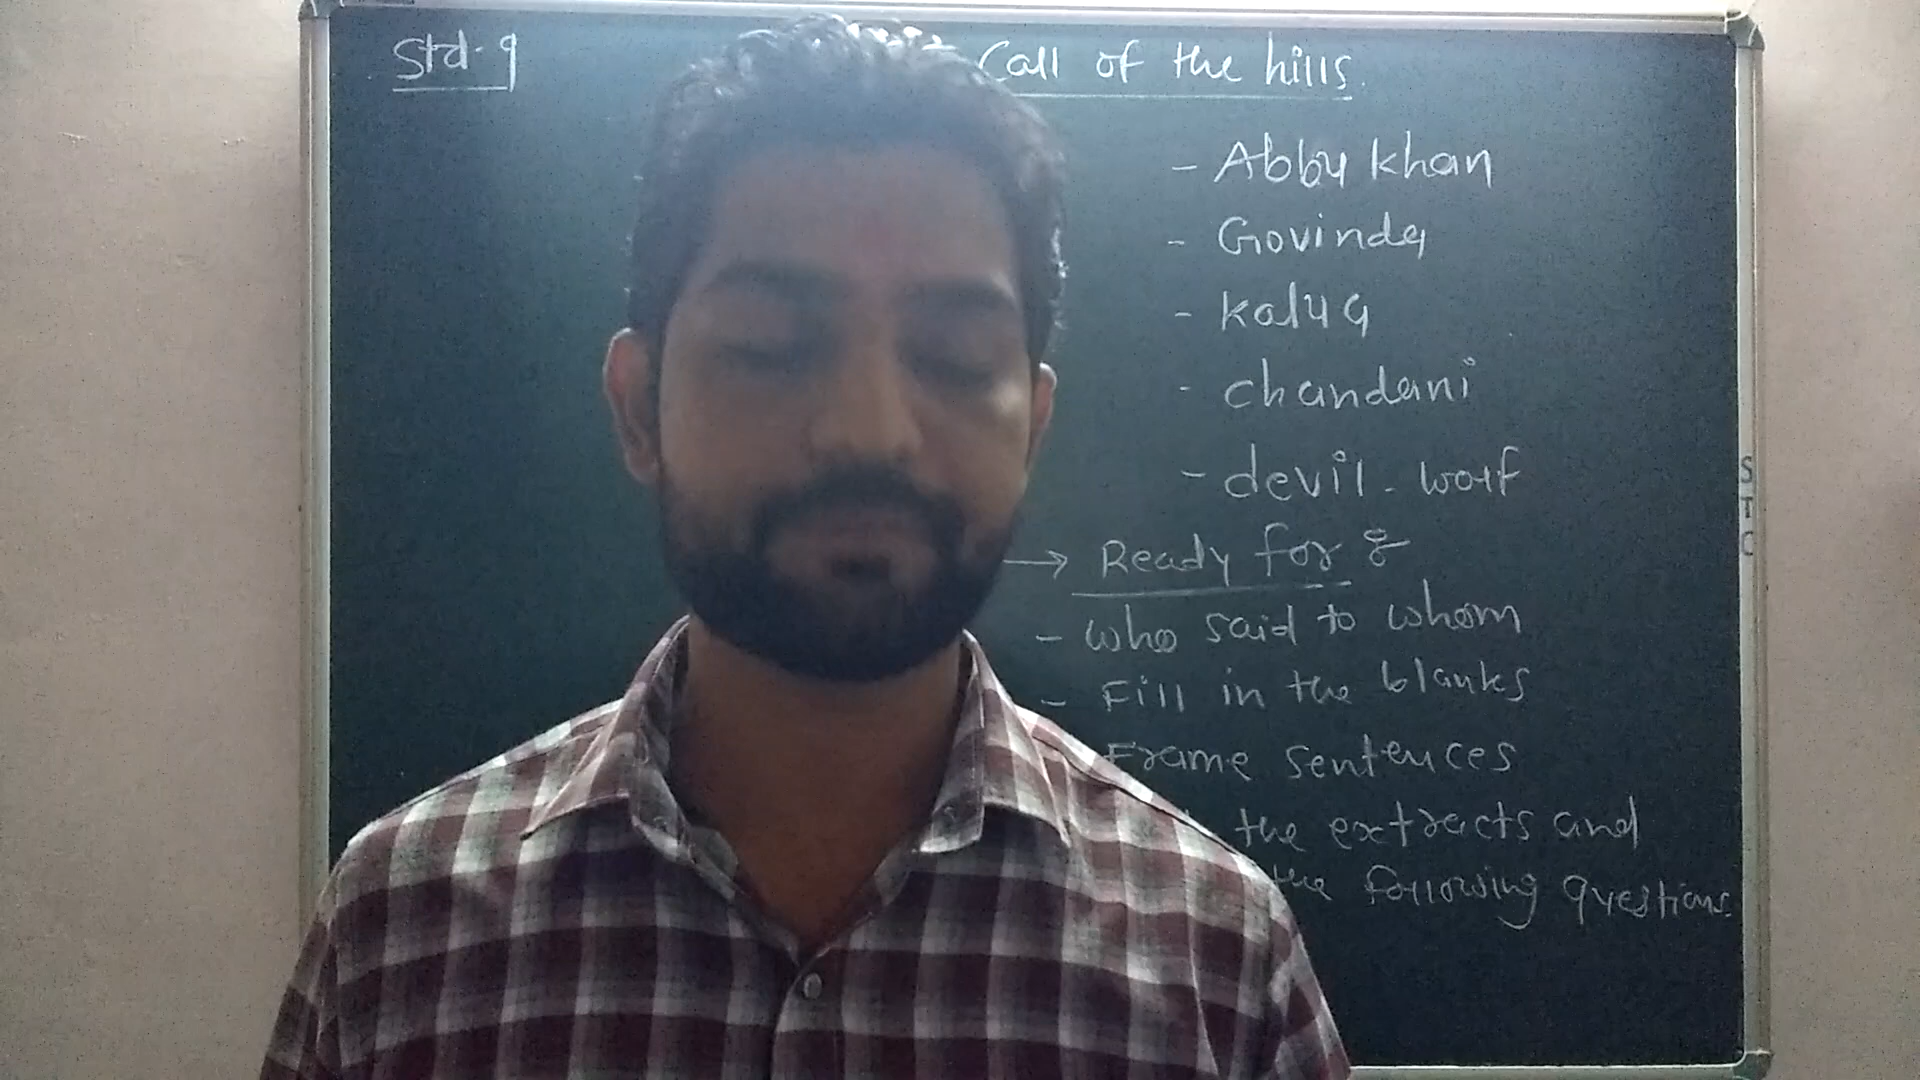 Std. 9
Call of the hills.
- Abbu Khan
- Govinda
- Kalua
- chandani
- devil-wolf
→ Ready for :
- who said to whom
- Fill in the blanks
Frame sentences
the extracts and
the following questions.
STC